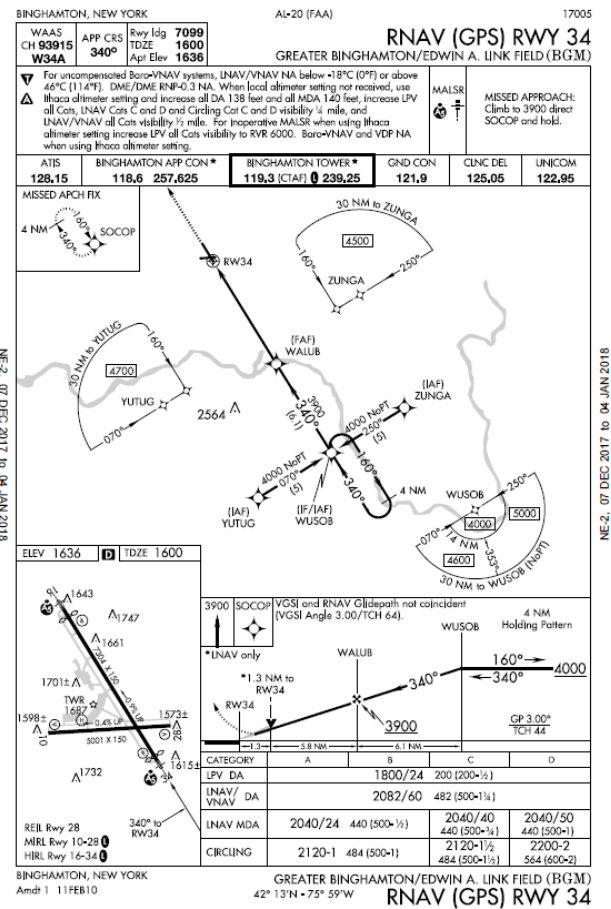 BINGHAMTON, NEW YORK
AL-20 (FAA)
17005
WAAS
CH 93915
W34A
APP CRS
340°
Rwy ldg 7099
TDZE 1600
Apt Elev 1636
RNAV (GPS) RWY 34
GREATER BINGHAMTON/EDWIN A. LINK FIELD (BGM)
T
A
For uncompensated Baro-VNAV systems, LNAV/VNAV NA below -18°C (0°F) or above
46°C (114°F). DME/DME RNP-0.3 NA. When local altimeter setting not received, use
Ithaca altimeter setting and increase all DA 138 feet and all MDA 140 feet, increase LPV
all Cats, LNAV Cats C and D and Circling Cat C and D visibility ¼ mile, and
LNAV/VNAV all Cats visibility ½ mile. For inoperative MALSR when using Ithaca
altimeter setting increase LPV all Cats visibility to RVR 6000. Baro-VNAV and VDP NA
when using Ithaca altimeter setting.
MALSR
MISSED APPROACH:
Climb to 3900 direct
SOCOP and hold.
ATIS
128.15
BINGHAMTON APP CON*
118.6 257.625
BINGHAMTON TOWER*
119.3 (CTAF) L 239.25
GND CON
121.9
CLNC DEL
125.05
UNICOM
122.95
MISSED APCH FIX
4 NM
160°
340°
SOCOP
RW34
30 NM to ZUNGA
4500
160°
250°
ZUNGA
30 NM to YUTUG
160°
4700
YUTUG
070°
2564
(FAF)
WALUB
3900
340°
(6.1)
(IAF)
ZUNGA
4000 NoPT
250°
(5)
4000 NoPT
070°
(5)
160°
340°
4 NM
(IAF)
YUTUG
(IF/IAF)
WUSOB
WUSOB
250°
5000
4000
070°
14 NM
4600
353°
30 NM to WUSOB (NoPT)
NE-2, 07 DEC 2017 to 04 JAN 2018
NE-2, 07 DEC 2017 to 04 JAN 2018
ELEV 1636
D
TDZE 1600
16
1643
1747
1661
7304 X 150
1701±
TWR
1687
0.9% UP
1598±
0.4% UP
1573±
10
5001 X 150
28
1615±
34
1732
340° to
RW34
REIL Rwy 28
MIRL Rwy 10-28 L
HIRL Rwy 16-34 L
3900
SOCOP
VGSI and RNAV Glidepath not coincident
(VGSI Angle 3.00/TCH 64).
4 NM
Holding Pattern
*LNAV only
WUSOB
WALUB
*1.3 NM to
RW34
RW34
160°
340°
4000
340°
3900
GP 3.00°
TCH 44
1.3
5.8 NM
6.1 NM
CATEGORY A B C D
LPV DA 1800/24 200 (200-½)
LNAV/VNAV DA 2082/60 482 (500-1¼)
LNAV MDA 2040/24 440 (500-½) 2040/40 440 (500-¾) 2040/50 440 (500-1)
CIRCLING 2120-1 484 (500-1) 2120-1½ 484 (500-1½) 2200-2 564 (600-2)
BINGHAMTON, NEW YORK
Amdt 1 11FEB10
42° 13'N - 75° 59'W
GREATER BINGHAMTON/EDWIN A. LINK FIELD (BGM)
RNAV (GPS) RWY 34